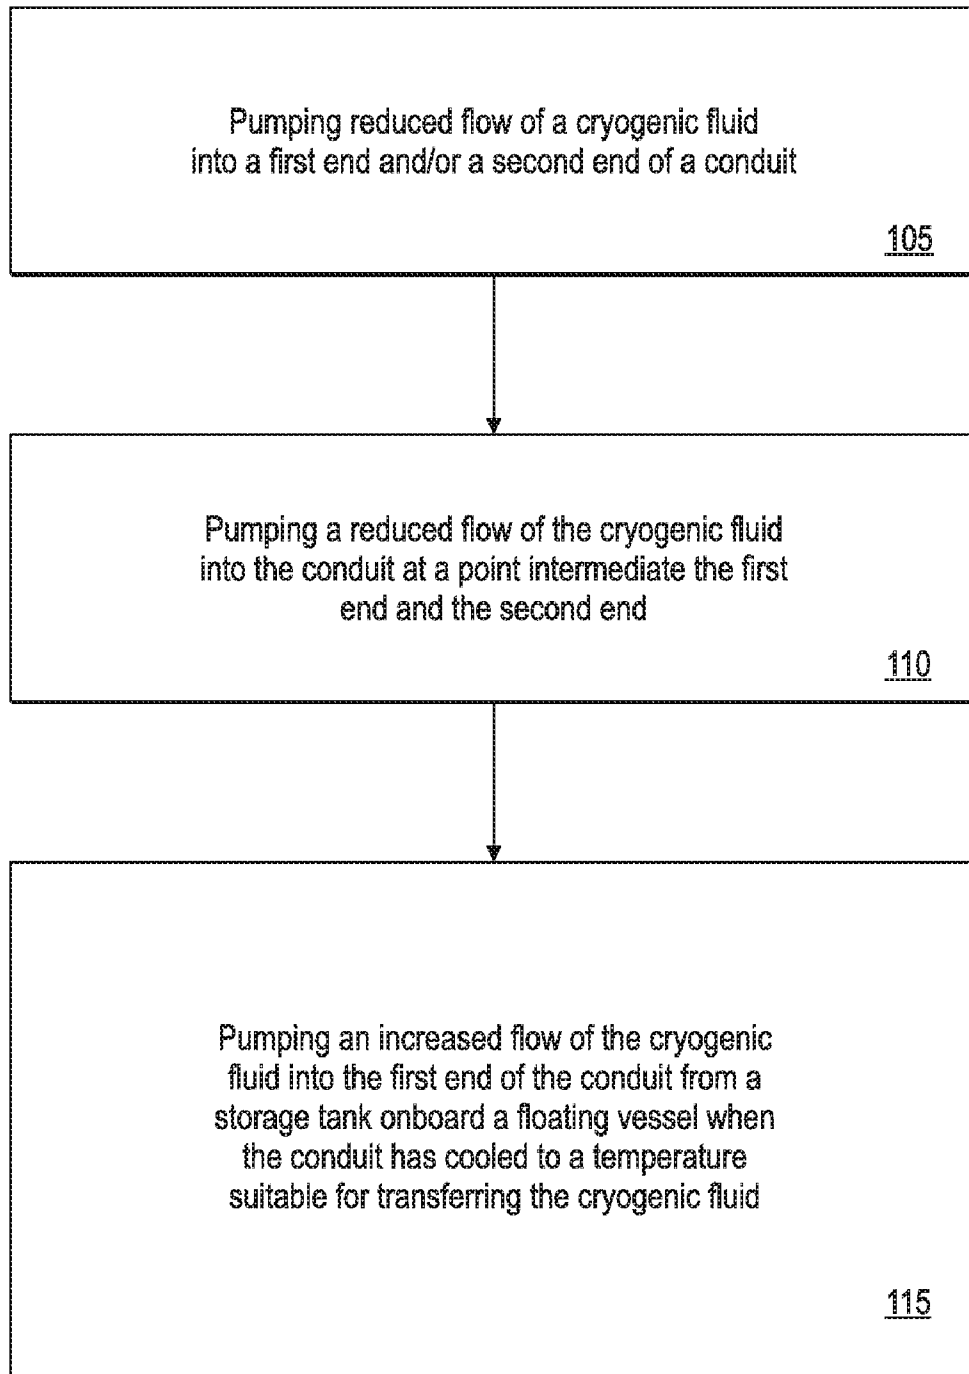 Pumping reduced flow of a cryogenic fluid
into a first end and/or a second end of a conduit
105
Pumping a reduced flow of the cryogenic fluid
into the conduit at a point intermediate the first
end and the second end
110
Pumping an increased flow of the cryogenic
fluid into the first end of the conduit from a
storage tank onboard a floating vessel when
the conduit has cooled to a temperature
suitable for transferring the cryogenic fluid
115